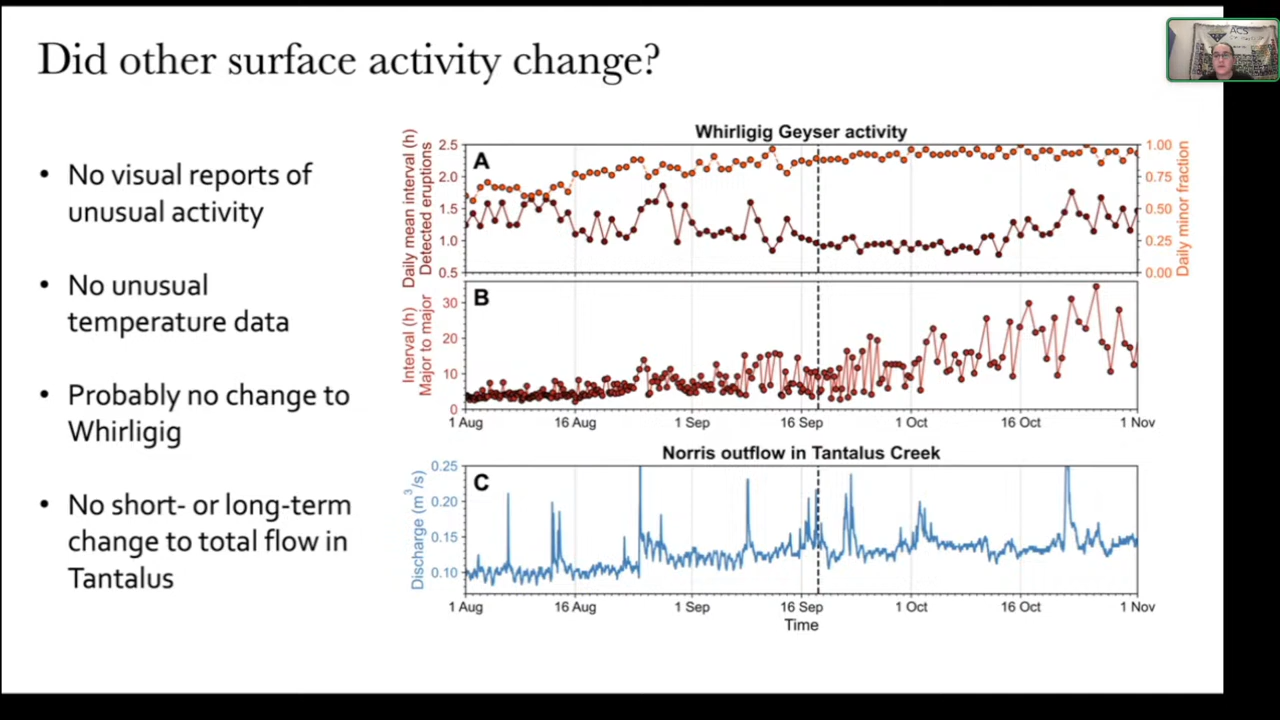 Did other surface activity change?
• No visual reports of
unusual activity
• No unusual
temperature data
• Probably no change to
Whirligig
• No short- or long-term
change to total flow in
Tantalus
Whirligig Geyser activity
A
Daily mean interval (h)
Detected eruptions
2.5
2.0
1.5
1.0
0.5
1.00
0.75
0.50
0.25
0.00
Daily minor fraction
B
Interval (h)
Major to major
30
20
10
0
1 Aug 16 Aug 1 Sep 16 Sep 1 Oct 16 Oct 1 Nov
Norris outflow in Tantalus Creek
C
Discharge (m³/s)
0.25
0.20
0.15
0.10
1 Aug 16 Aug 1 Sep 16 Sep 1 Oct 16 Oct 1 Nov
Time
ACS